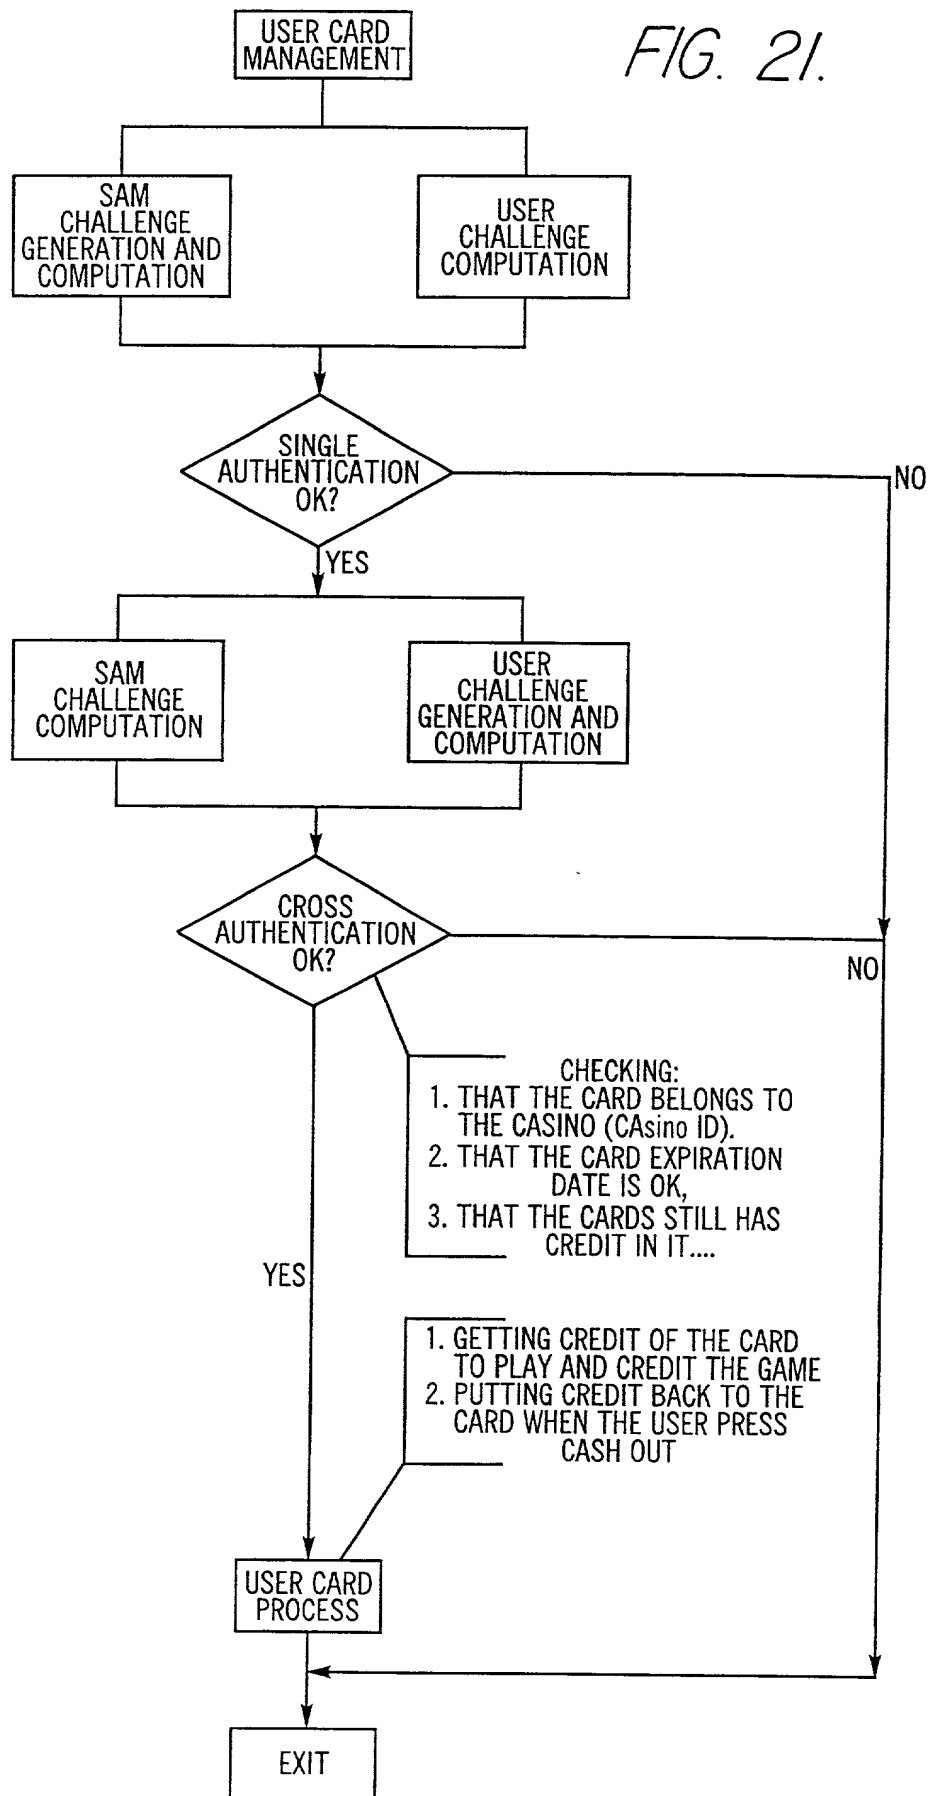 FIG. 21.
USER CARD
MANAGEMENT
SAM
CHALLENGE
GENERATION AND
COMPUTATION
USER
CHALLENGE
COMPUTATION
SINGLE
AUTHENTICATION
OK?
NO
YES
SAM
CHALLENGE
COMPUTATION
USER
CHALLENGE
GENERATION AND
COMPUTATION
CROSS
AUTHENTICATION
OK?
NO
CHECKING:
1. THAT THE CARD BELONGS TO
THE CASINO (CAsino ID).
2. THAT THE CARD EXPIRATION
DATE IS OK,
3. THAT THE CARDS STILL HAS
CREDIT IN IT....
YES
1. GETTING CREDIT OF THE CARD
TO PLAY AND CREDIT THE GAME
2. PUTTING CREDIT BACK TO THE
CARD WHEN THE USER PRESS
CASH OUT
USER CARD
PROCESS
EXIT